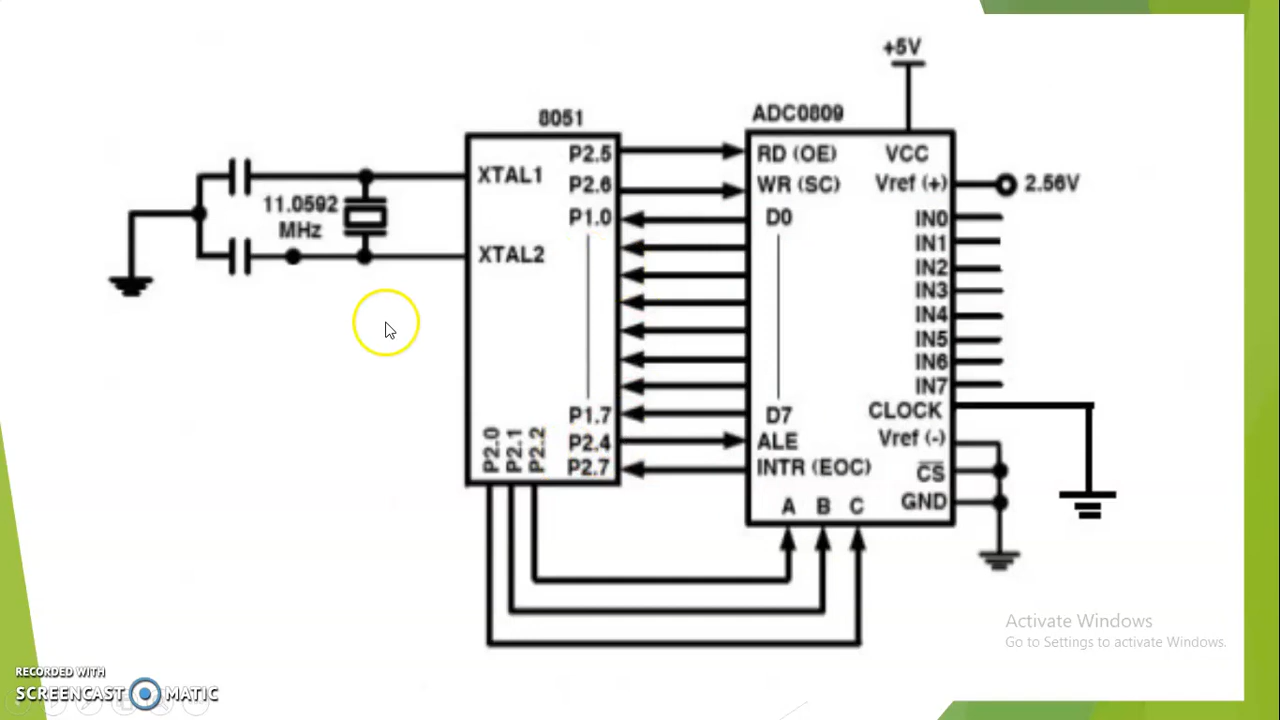 +5V
8051
ADC0809
XTAL1
P2.5
RD (OE)
VCC
P2.6
WR (SC)
Vref (+)
2.56V
11.0592
MHz
P1.0
D0
IN0
IN1
XTAL2
IN2
IN3
IN4
IN5
IN6
IN7
P1.7
D7
CLOCK
P2.0
P2.1
P2.2
P2.4
ALE
Vref (-)
P2.7
INTR (EOC)
CS
A B C
GND
Activate Windows
Go to Settings to activate Windows.
RECORDED WITH
SCREENCAST MATIC